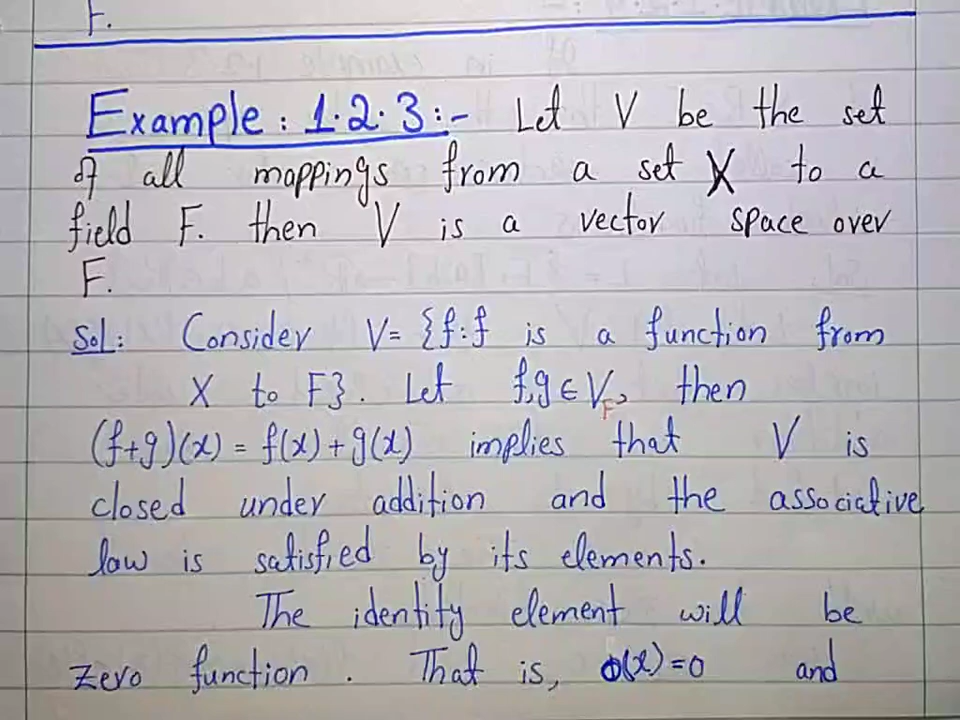 F.
Example : 1.2.3 :- Let V be the set
of all mappings from a set X to a
field F. then V is a vector space over
F.
Sol: Consider V= {f:f is a function from
X to F}. Let f,g ∈ V_F, then
(f+g)(x) = f(x) + g(x) implies that V is
closed under addition and the associative
law is satisfied by its elements.
The identity element will be
zero function. That is, 0(x) = 0 and